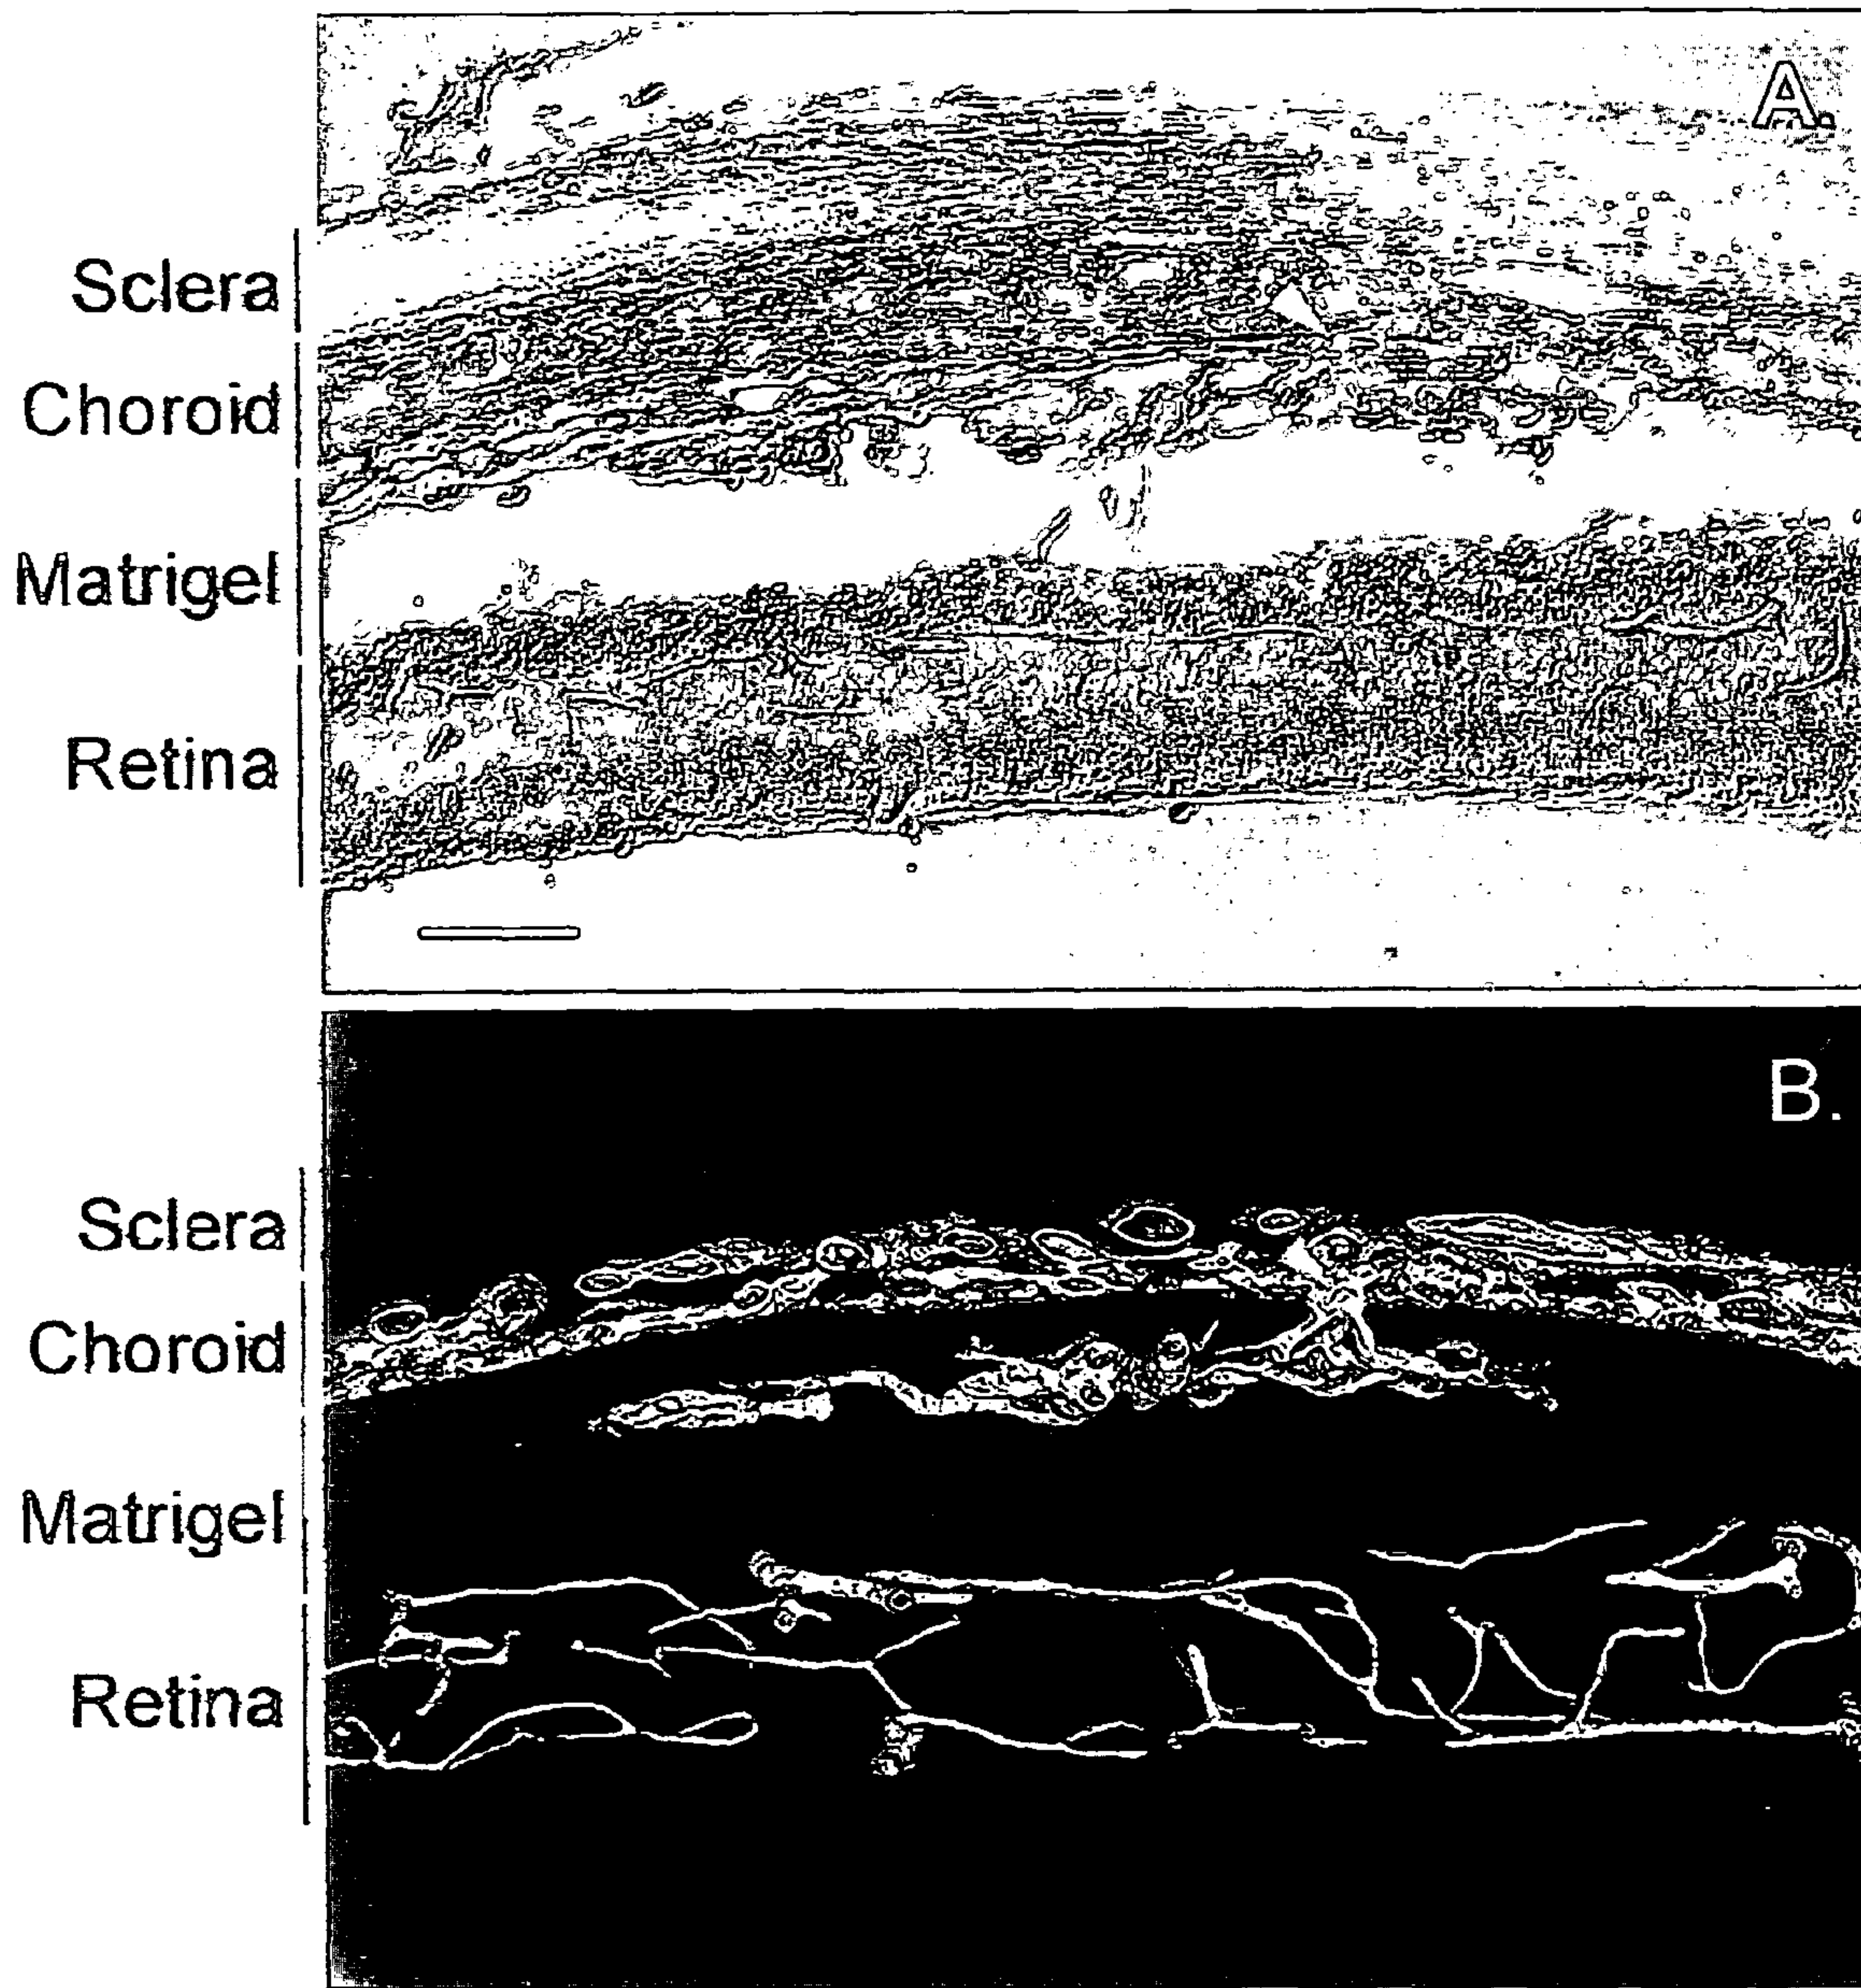 A.
Sclera
Choroid
Matrigel
Retina
B.
Sclera
Choroid
Matrigel
Retina